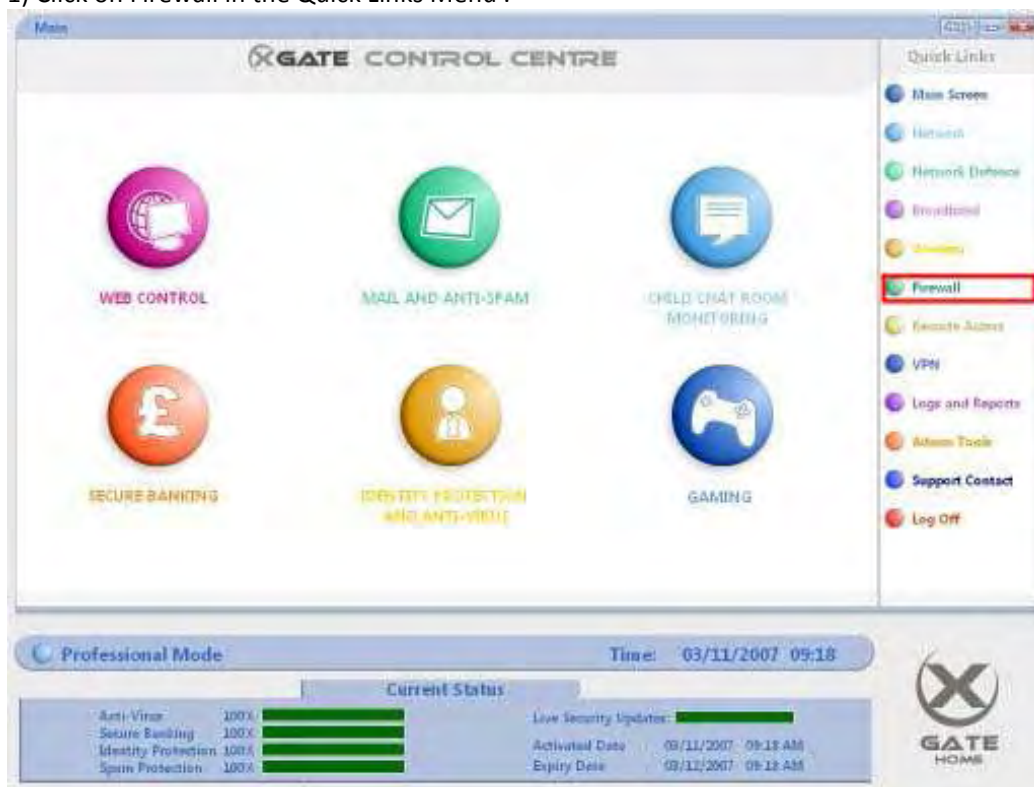 1) Click on Firewall in the Quick Links Menu .
Main
XGATE CONTROL CENTRE
Quick Links
Main Screen
Network
Network Defence
Broadband
Firewall
Remote Access
VPN
Logs and Reports
Admin Tools
Support Contact
Log Off
WEB CONTROL
MAIL AND ANTI-SPAM
CHILD CHAT ROOM
MONITORING
SECURE BANKING
IDENTITY PROTECTION
AND ANTI-VIRUS
GAMING
Professional Mode
Time: 03/11/2007 09:18
Current Status
Anti-Virus 100%
Secure Banking 100%
Identity Protection 100%
Spam Protection 100%
Live Security Updates:
Activated Date : 03/11/2007 09:18 AM
Expiry Date : 03/12/2007 09:18 AM
X
GATE
HOME